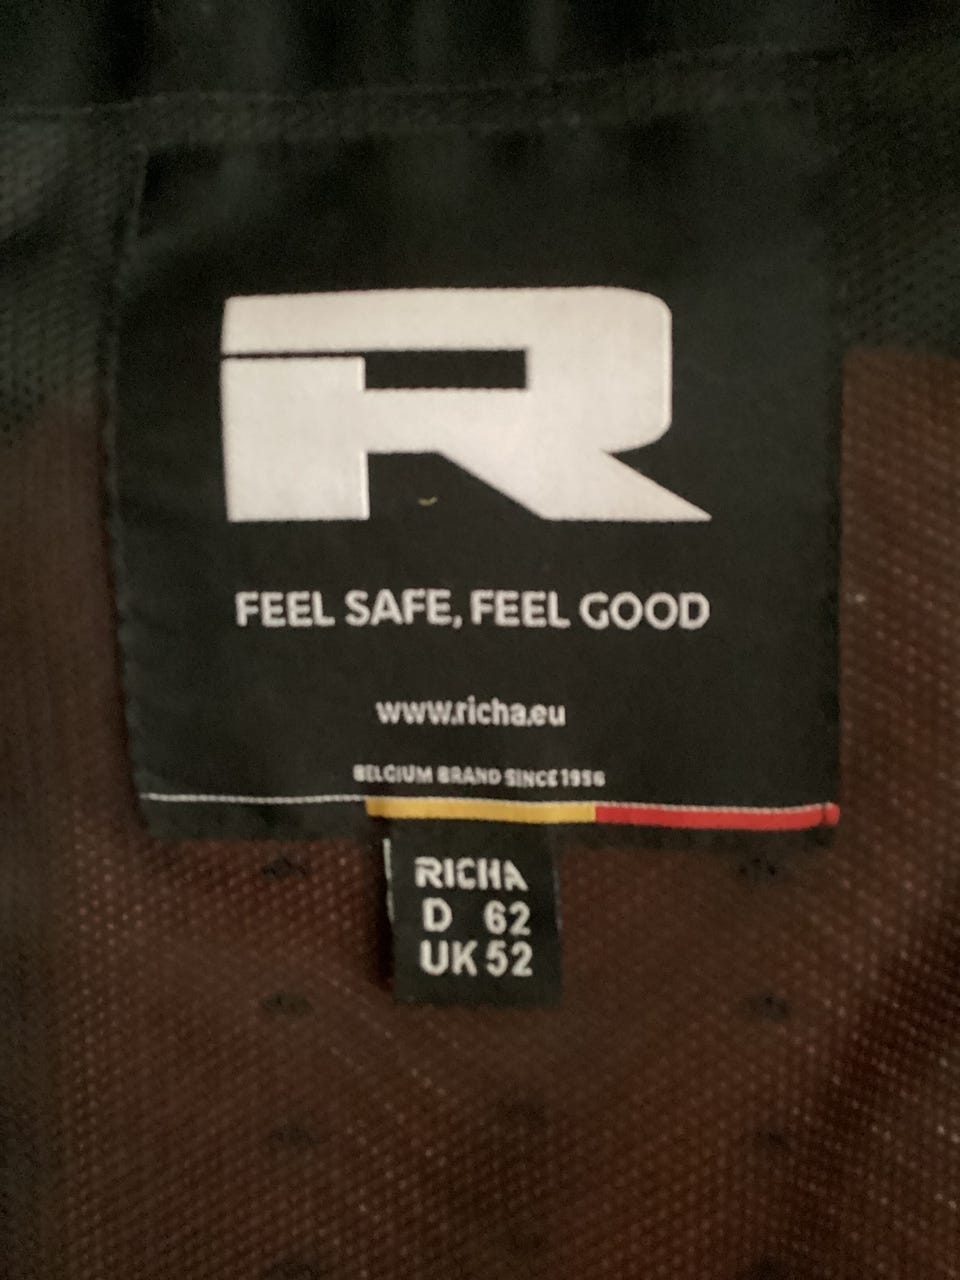 R
FEEL SAFE, FEEL GOOD
www.richa.eu
BELGIUM BRAND SINCE 1956
RICHA
D 62
UK 52